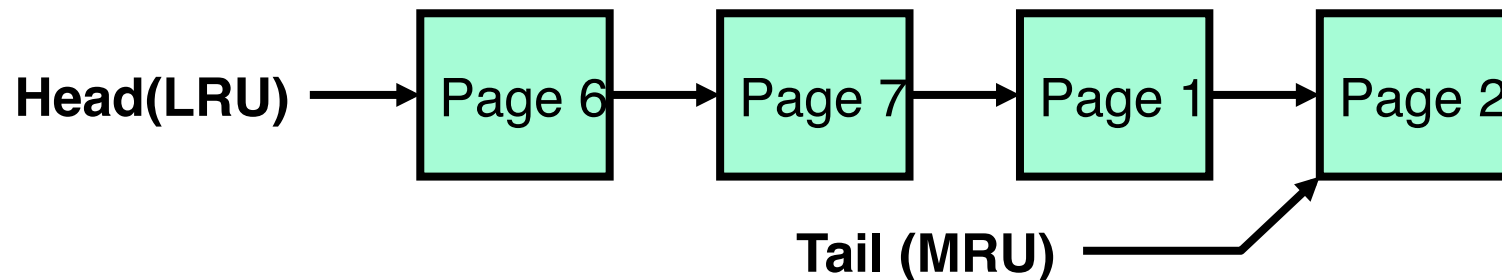 Head(LRU) Page 6 Page 7 Page 1 Page 2
Tail (MRU)